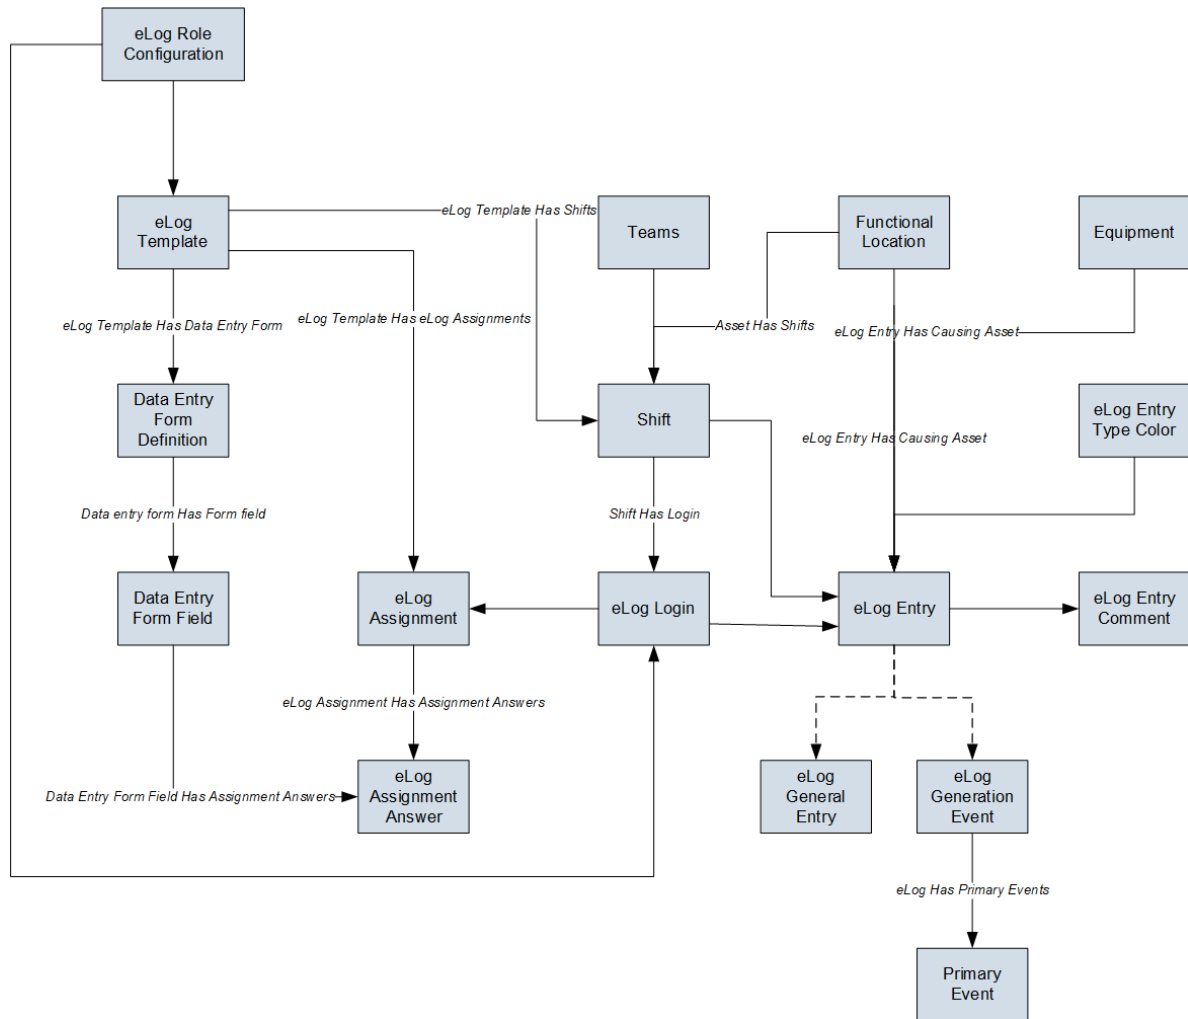 eLog Role
Configuration
eLog
Template
eLog Template Has Shifts
Teams
Functional
Location
Equipment
eLog Template Has Data Entry Form
eLog Template Has eLog Assignments
Asset Has Shifts
eLog Entry Has Causing Asset
Data Entry
Form
Definition
Shift
eLog Entry Has Causing Asset
eLog Entry
Type Color
Data entry form Has Form field
Shift Has Login
Data Entry
Form Field
eLog
Assignment
eLog Login
eLog Entry
eLog Entry
Comment
eLog Assignment Has Assignment Answers
Data Entry Form Field Has Assignment Answers
eLog
Assignment
Answer
eLog
General
Entry
eLog
Generation
Event
eLog Has Primary Events
Primary
Event